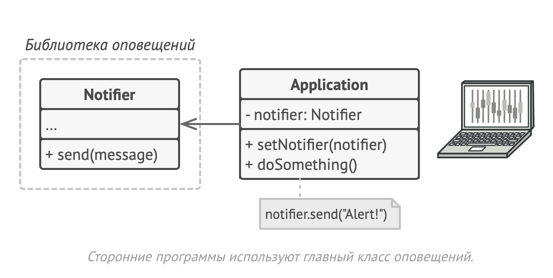 Библиотека оповещений
Notifier
...
+ send(message)
Application
- notifier: Notifier
+ setNotifier(notifier)
+ doSomething()
notifier.send("Alert!")
Сторонние программы используют главный класс оповещений.